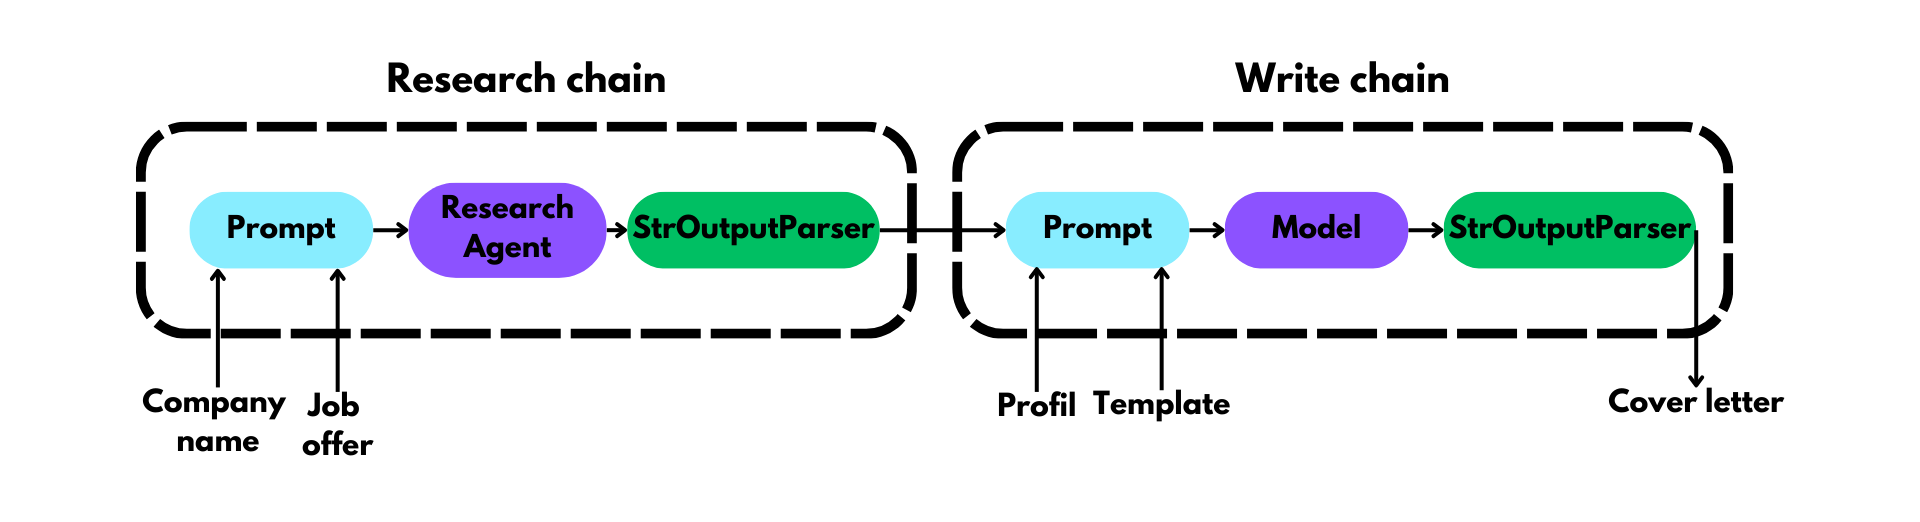 Research chain
Write chain
Prompt
Research
Agent
StrOutputParser
Prompt
Model
StrOutputParser
Company
name
Job
offer
Profil
Template
Cover letter